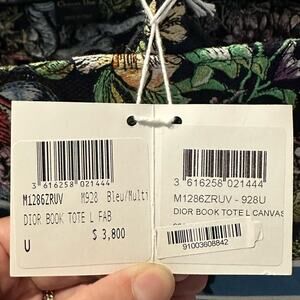 3 616258 021444
M1286ZRUV M928 Bleu/Multi
DIOR BOOK TOTE L FAB
U $ 3,800
3 616258 021444
M1286ZRUV - 928U
DIOR BOOK TOTE L CANVAS
91003608842